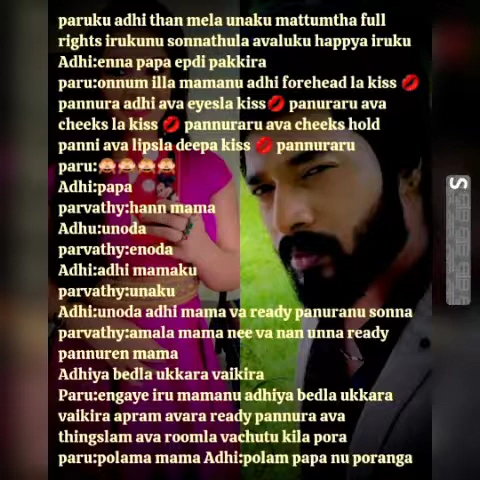 paruku adhi than mela unaku mattumtha full
rights irukunu sonnathula avaluku happya iruku
Adhi:enna papa epdi pakkira
paru:onnum illa mamanu adhi forehead la kiss 💋
pannura adhi ava eyesla kiss💋 panuraru ava
cheeks la kiss 💋 pannuraru ava cheeks hold
panni ava lipsla deepa kiss 💋 pannuraru
paru:🙈🙈🙈🙈
Adhi:papa
parvathy:hann mama
Adhu:unoda
parvathy:enoda
Adhi:adhi mamaku
parvathy:unaku
Adhi:unoda adhi mama va ready panuranu sonna
parvathy:amala mama nee va nan unna ready
pannuren mama
Adhiya bedla ukkara vaikira
Paru:engaye iru mamanu adhiya bedla ukkara
vaikira apram avara ready pannura ava
thingslam ava roomla vachutu kila pora
paru:polama mama Adhi:polam papa nu poranga